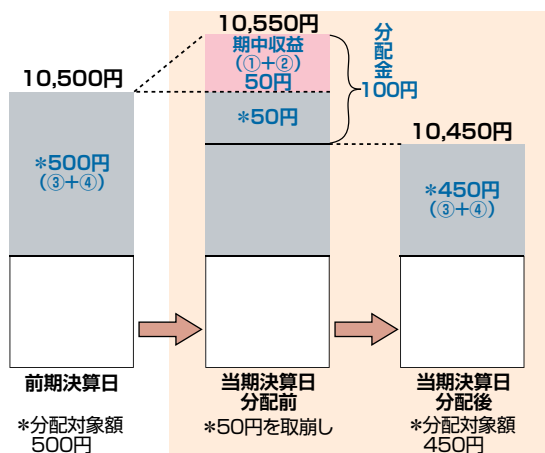 10,500円
*500円
(③+④)
前期決算日
*分配対象額
500円
10,550円
期中収益
(①+②)
50円
*50円
分配金
100円
当期決算日
分配前
*50円を取崩し
10,450円
*450円
(③+④)
当期決算日
分配後
*分配対象額
450円